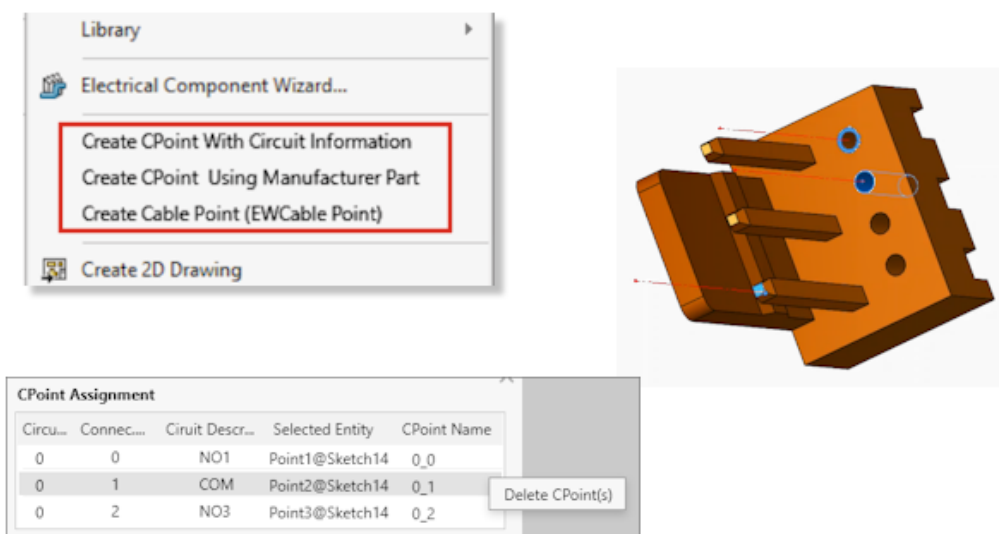 Library
Electrical Component Wizard...
Create CPoint With Circuit Information
Create CPoint Using Manufacturer Part
Create Cable Point (EWCable Point)
Create 2D Drawing
CPoint Assignment
Circu... Connec.... Ciruit Descr... Selected Entity CPoint Name
0 0 NO1 Point1@Sketch14 0_0
0 1 COM Point2@Sketch14 0_1
Delete CPoint(s)
0 2 NO3 Point3@Sketch14 0_2